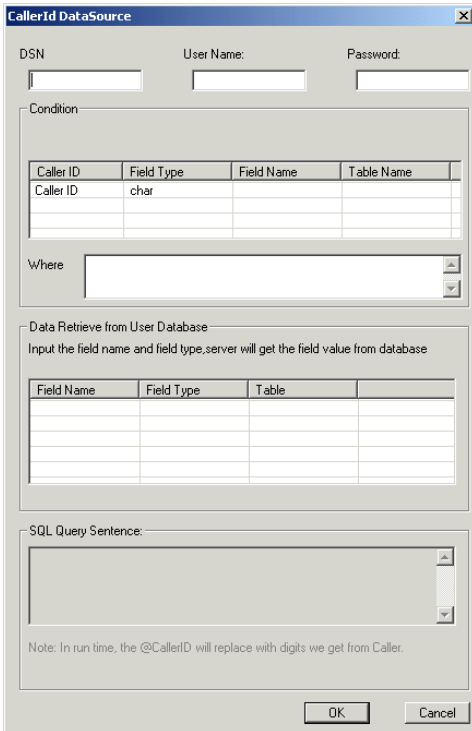 CallerId DataSource
DSN User Name: Password:
Condition
Caller ID Field Type Field Name Table Name
Caller ID char
Where
Data Retrieve from User Database
Input the field name and field type,server will get the field value from database
Field Name Field Type Table
SQL Query Sentence:
Note: In run time, the @CallerID will replace with digits we get from Caller.
OK Cancel